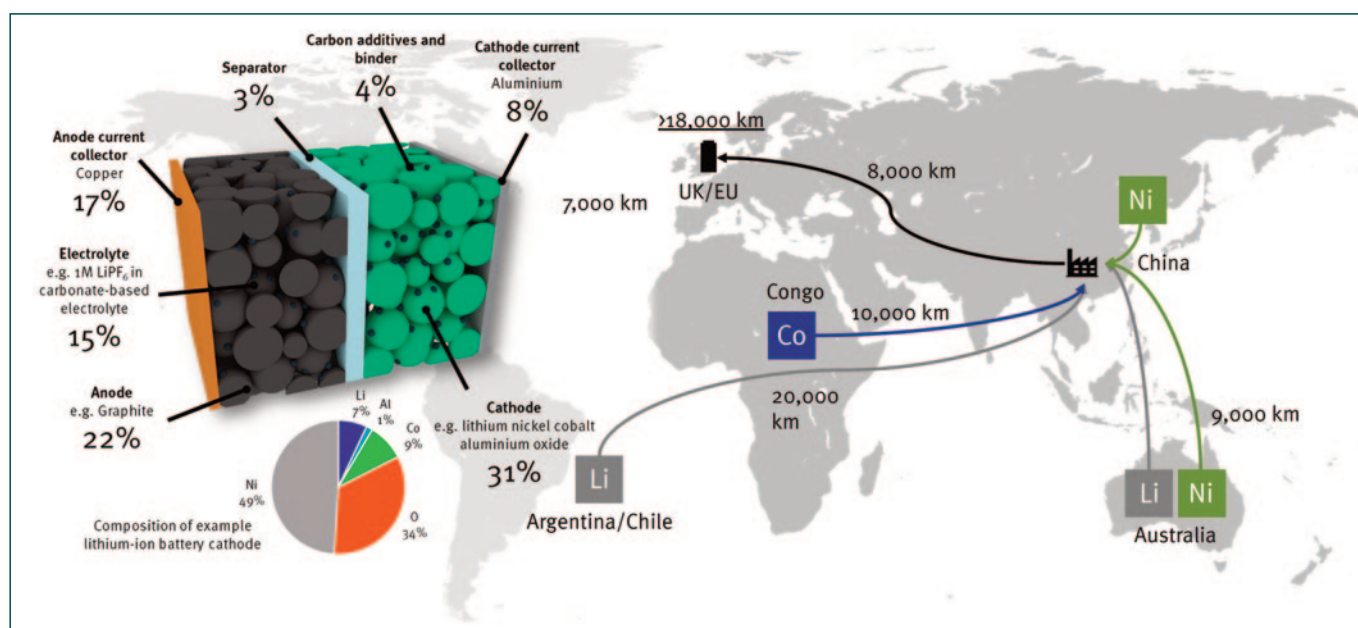 Carbon additives and
binder
4%
Cathode current
collector
Aluminium
8%
Separator
3%
Anode current
collector
Copper
17%
Electrolyte
e.g. 1M LiPF₆ in
carbonate-based
electrolyte
15%
Anode
e.g. Graphite
22%
Cathode
e.g. lithium nickel cobalt
aluminium oxide
31%
Li
7%
Al
1%
Co
9%
O
34%
Ni
49%
Composition of example
lithium-ion battery cathode
>18,000 km
UK/EU
7,000 km
8,000 km
Ni
China
Congo
Co
10,000 km
20,000
km
9,000 km
Li
Argentina/Chile
Li
Ni
Australia